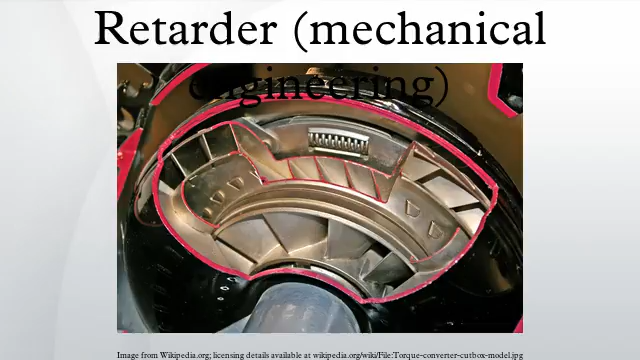 Retarder (mechanical
engineering)
Image from Wikipedia.org; licensing details available at wikipedia.org/wiki/File:Torque-converter-cutbox-model.jpg